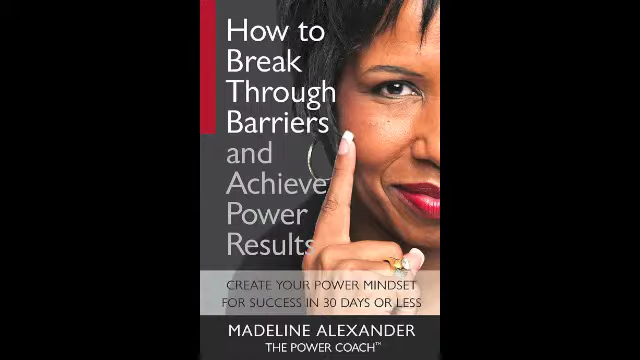 How to
Break
Through
Barriers
and
Achieve
Power
Results
CREATE YOUR POWER MINDSET
FOR SUCCESS IN 30 DAYS OR LESS
MADELINE ALEXANDER
THE POWER COACH™